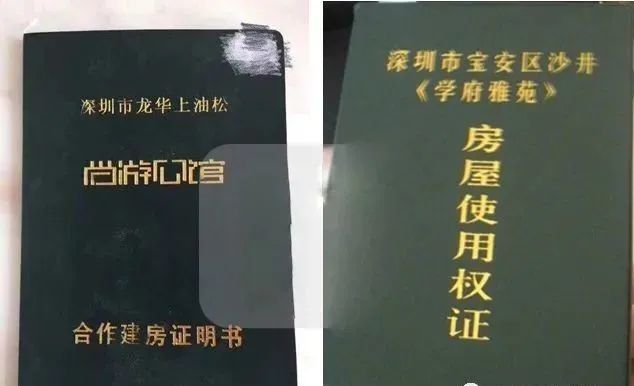 深圳市龙华上油松
尚游公馆
合作建房证明书
深圳市宝安区沙井
《学府雅苑》
房屋使用权证